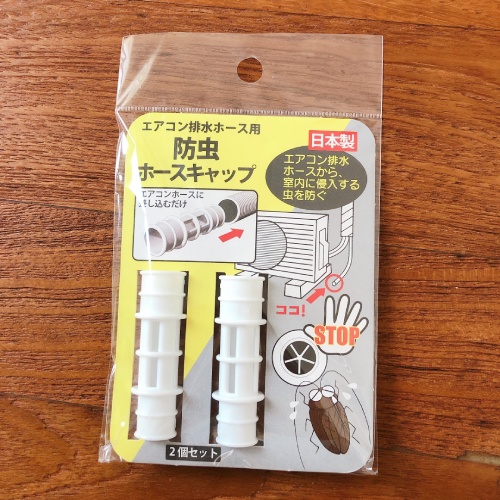 エアコン排水ホース用
防虫
ホースキャップ
日本製
エアコン排水
ホースから、
室内に侵入する
虫を防ぐ
エアコンホースに
差し込むだけ
ココ!
STOP
2個セット